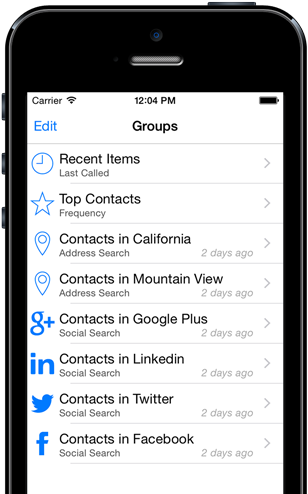 Carrier 12:04 PM
Edit Groups
Recent Items
Last Called
Top Contacts
Frequency
Contacts in California
Address Search 2 days ago
Contacts in Mountain View
Address Search 2 days ago
g+ Contacts in Google Plus
Social Search 2 days ago
in Contacts in Linkedin
Social Search 2 days ago
Contacts in Twitter
Social Search 2 days ago
f Contacts in Facebook
Social Search 2 days ago